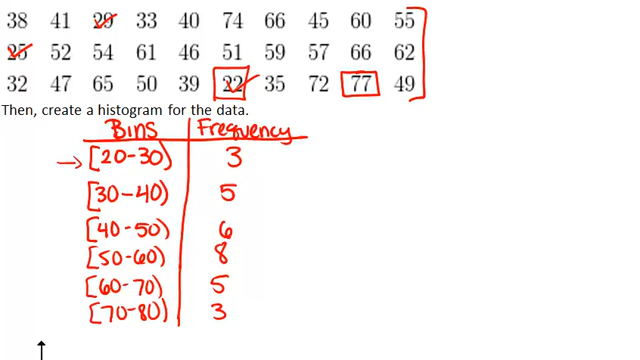 38 41 29 33 40 74 66 45 60 55
25 52 54 61 46 51 59 57 66 62
32 47 65 50 39 22 35 72 77 49
Then, create a histogram for the data.
Bins Frequency
→ [20-30) 3
[30-40) 5
[40-50) 6
[50-60) 8
[60-70) 5
[70-80) 3